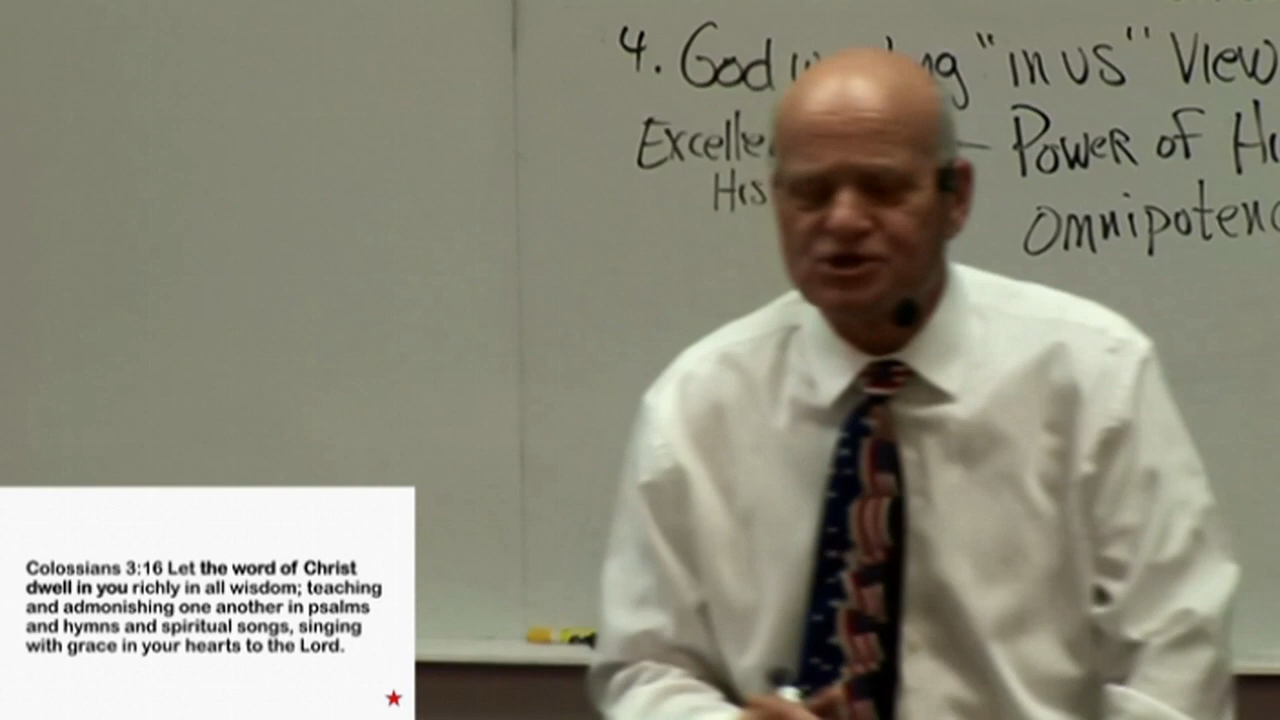 4. God "in us" View
Power of
His
Omnipotenc
Colossians 3:16 Let the word of Christ
dwell in you richly in all wisdom; teaching
and admonishing one another in psalms
and hymns and spiritual songs, singing
with grace in your hearts to the Lord.